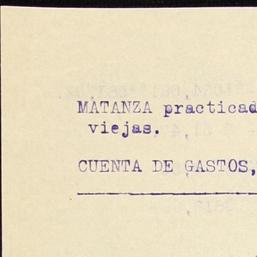 MATANZA practicad
viejas.
CUENTA DE GASTOS,